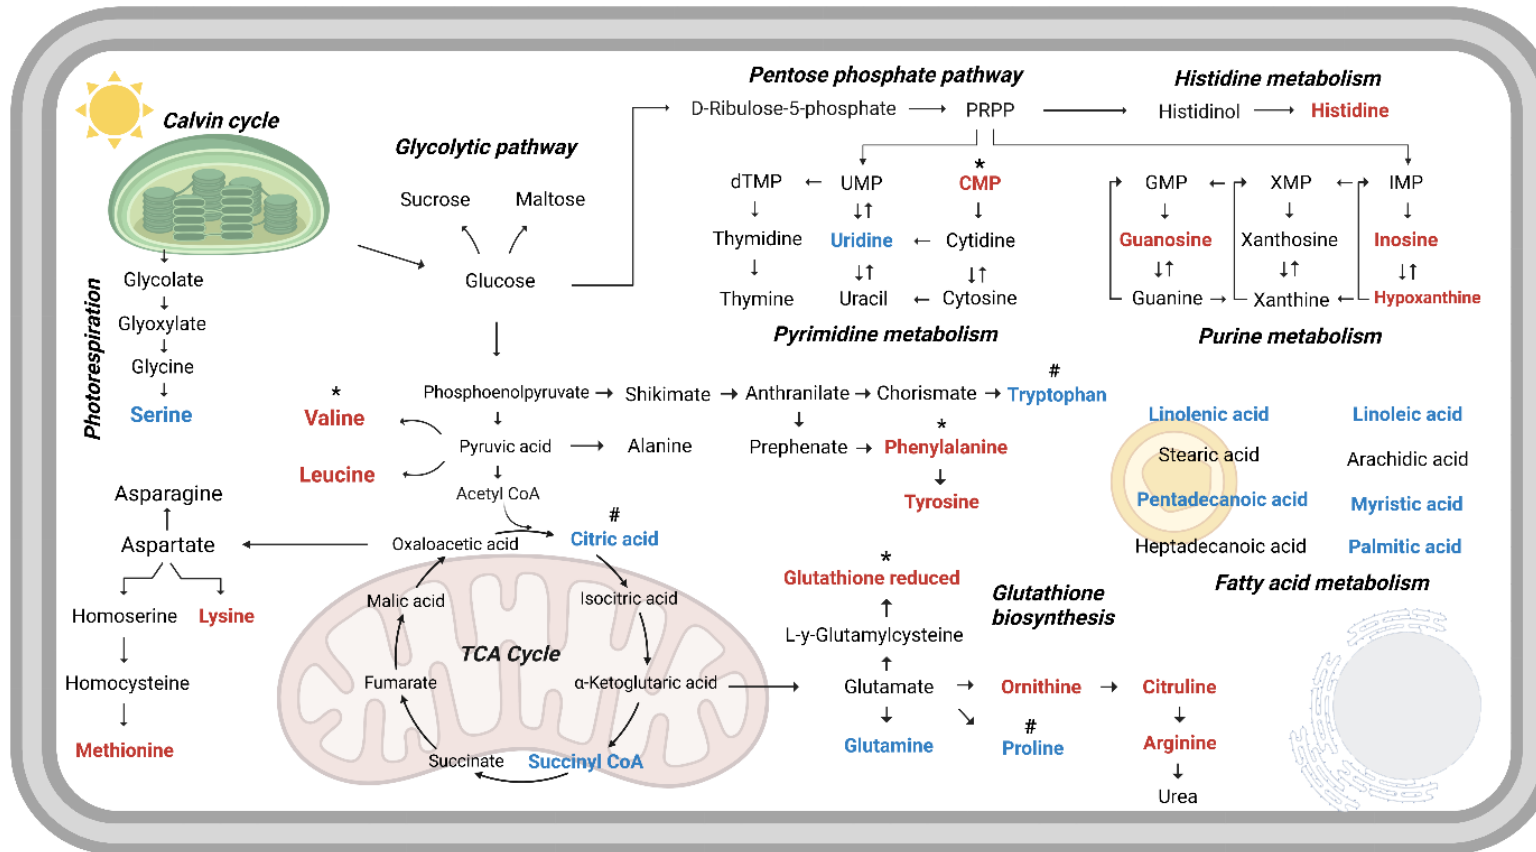 Pentose phosphate pathway
Histidine metabolism
Calvin cycle
D-Ribulose-5-phosphate
PRPP
Histidinol
Histidine
Glycolytic pathway
*
dTMP
UMP
CMP
GMP
XMP
IMP
Sucrose
Maltose
Thymidine
Uridine
Cytidine
Guanosine
Xanthosine
Inosine
Glycolate
Glucose
Thymine
Uracil
Cytosine
Guanine
Xanthine
Hypoxanthine
Photorespiration
Glyoxylate
Pyrimidine metabolism
Purine metabolism
Glycine
Serine
*
Valine
Leucine
Phosphoenolpyruvate
Shikimate
Anthranilate
Chorismate
#
Tryptophan
Pyruvic acid
Alanine
Prephenate
*
Phenylalanine
Tyrosine
Linolenic acid
Linoleic acid
Stearic acid
Arachidic acid
Pentadecanoic acid
Myristic acid
Heptadecanoic acid
Palmitic acid
Fatty acid metabolism
Acetyl CoA
Asparagine
Aspartate
Oxaloacetic acid
#
Citric acid
Homoserine
Lysine
Malic acid
Isocitric acid
*
Glutathione reduced
Glutathione
biosynthesis
L-y-Glutamylcysteine
TCA Cycle
Homocysteine
Fumarate
α-Ketoglutaric acid
Glutamate
Ornithine
Citruline
Methionine
Succinate
Succinyl CoA
Glutamine
#
Proline
Arginine
Urea